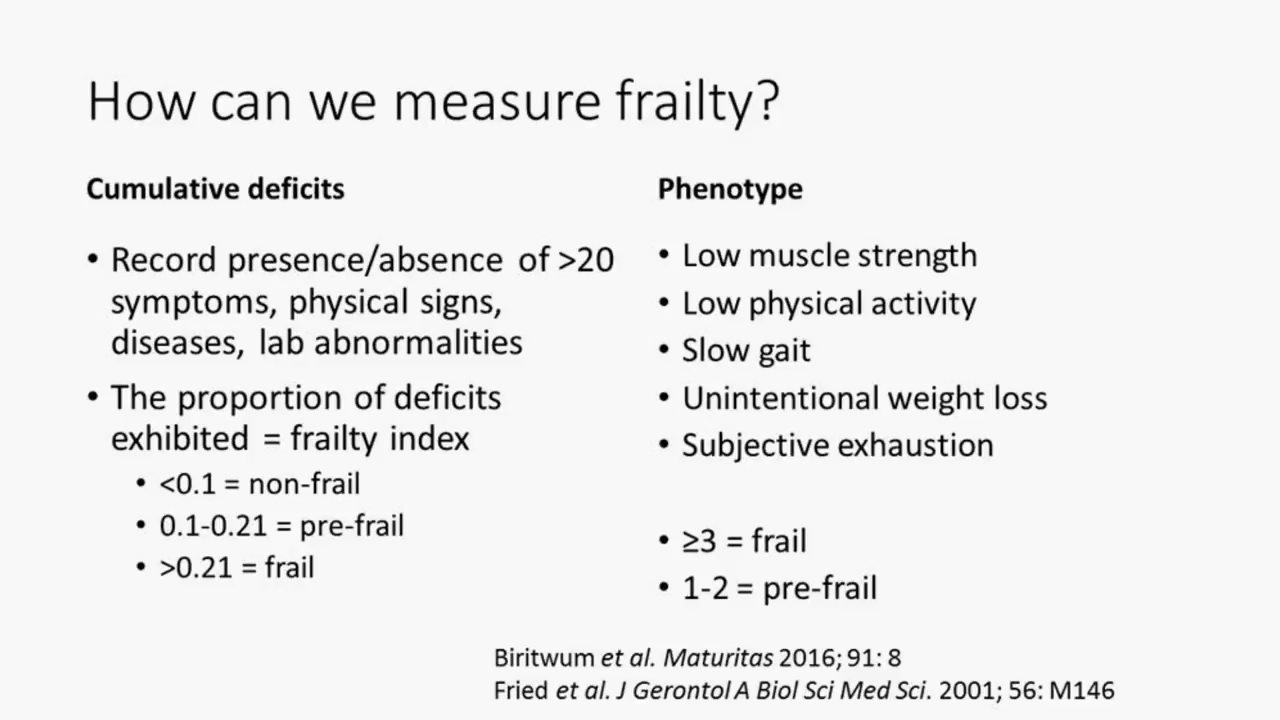 How can we measure frailty?
Cumulative deficits
• Record presence/absence of >20
symptoms, physical signs,
diseases, lab abnormalities
• The proportion of deficits
exhibited = frailty index
• <0.1 = non-frail
• 0.1-0.21 = pre-frail
• >0.21 = frail
Phenotype
• Low muscle strength
• Low physical activity
• Slow gait
• Unintentional weight loss
• Subjective exhaustion
• ≥3 = frail
• 1-2 = pre-frail
Biritwum et al. Maturitas 2016; 91: 8
Fried et al. J Gerontol A Biol Sci Med Sci. 2001; 56: M146